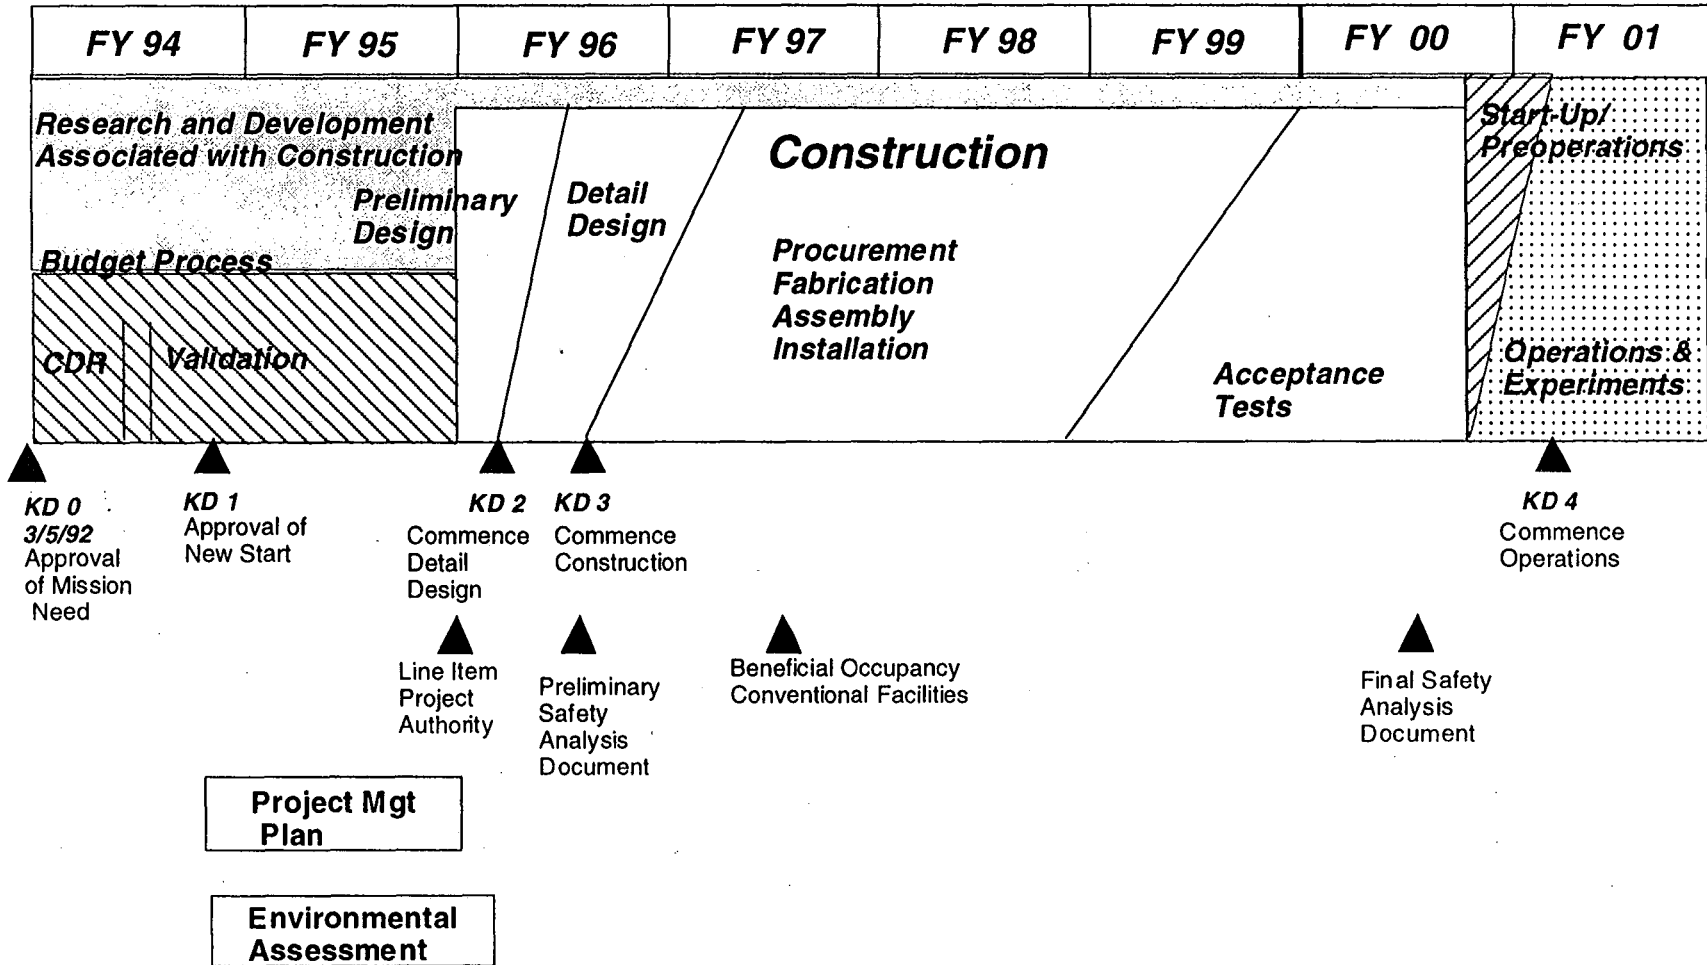 FY 94 FY 95 FY 96 FY 97 FY 98 FY 99 FY 00 FY 01
Research and Development
Associated with Construction
Preliminary
Design
Budget Process
CDR
Validation
Detail
Design
Construction
Procurement
Fabrication
Assembly
Installation
Acceptance
Tests
Start-Up/
Preoperations
Operations &
Experiments
KD 0
3/5/92
Approval
of Mission
Need
KD 1
Approval of
New Start
KD 2
Commence
Detail
Design
KD 3
Commence
Construction
KD 4
Commence
Operations
Line Item
Project
Authority
Preliminary
Safety
Analysis
Document
Beneficial Occupancy
Conventional Facilities
Final Safety
Analysis
Document
Project Mgt
Plan
Environmental
Assessment